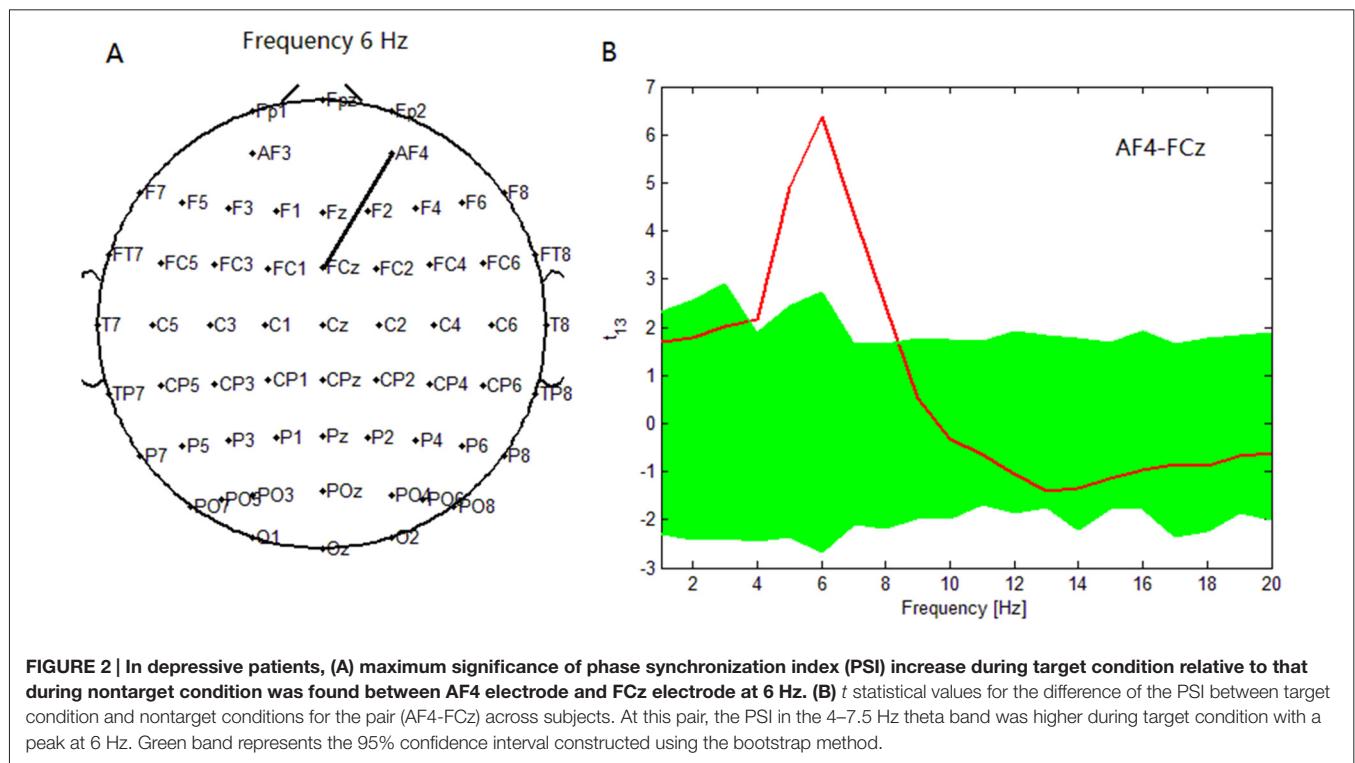 A
Frequency 6 Hz
Fp1 Fpz Fp2
AF3 AF4
F7 F5 F3 F1 Fz F2 F4 F6 F8
FT7 FC5 FC3 FC1 FCz FC2 FC4 FC6 FT8
T7 C5 C3 C1 Cz C2 C4 C6 T8
TP7 CP5 CP3 CP1 CPz CP2 CP4 CP6 TP8
P7 P5 P3 P1 Pz P2 P4 P6 P8
PO7 PO5 PO3 POz PO4 PO6 PO8
O1 Oz O2
B
7
6
5
4
3
2
1
0
-1
-2
-3
t13
AF4-FCz
2 4 6 8 10 12 14 16 18 20
Frequency [Hz]
FIGURE 2 | In depressive patients, (A) maximum significance of phase synchronization index (PSI) increase during target condition relative to that
during nontarget condition was found between AF4 electrode and FCz electrode at 6 Hz. (B) t statistical values for the difference of the PSI between target
condition and nontarget conditions for the pair (AF4-FCz) across subjects. At this pair, the PSI in the 4–7.5 Hz theta band was higher during target condition with a
peak at 6 Hz. Green band represents the 95% confidence interval constructed using the bootstrap method.